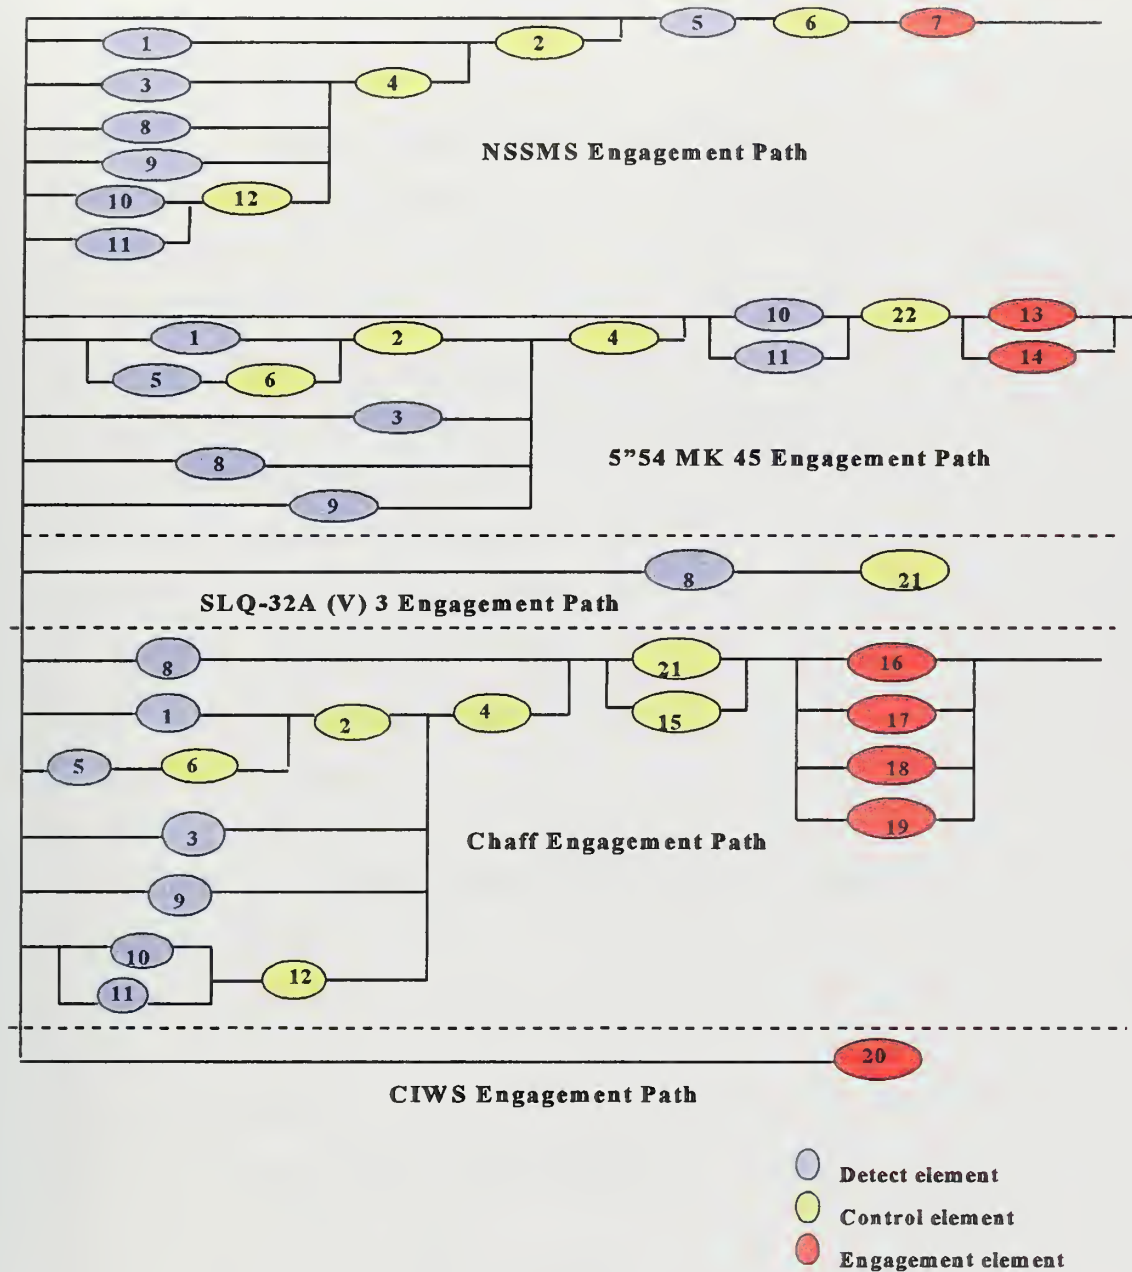 5 6 7
1 2
3 4
8
NSSMS Engagement Path
9
10 12
11
10 22 13
1 2 4
11 14
5 6
3
5”54 MK 45 Engagement Path
8
9
8 21
SLQ-32A (V) 3 Engagement Path
8 21 16
1 2 4 15 17
5 6 18
3 19
Chaff Engagement Path
9
10
11 12
20
CIWS Engagement Path
Detect element
Control element
Engagement element